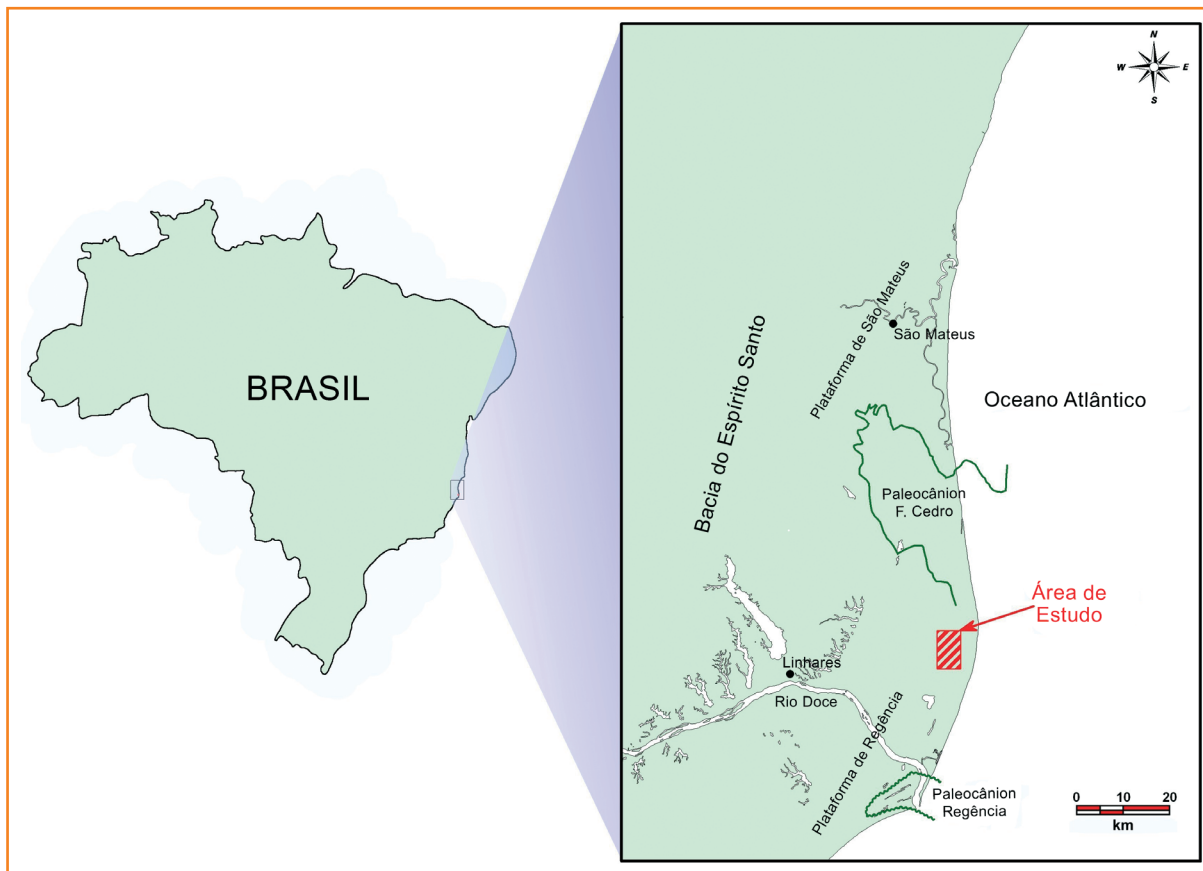 BRASIL
N
W
E
S
Bacia do Espírito Santo
Plataforma de São Mateus
São Mateus
Oceano Atlântico
Paleocânion
F. Cedro
Área de
Estudo
Linhares
Rio Doce
Plataforma de Regência
Paleocânion
Regência
0 10 20
km